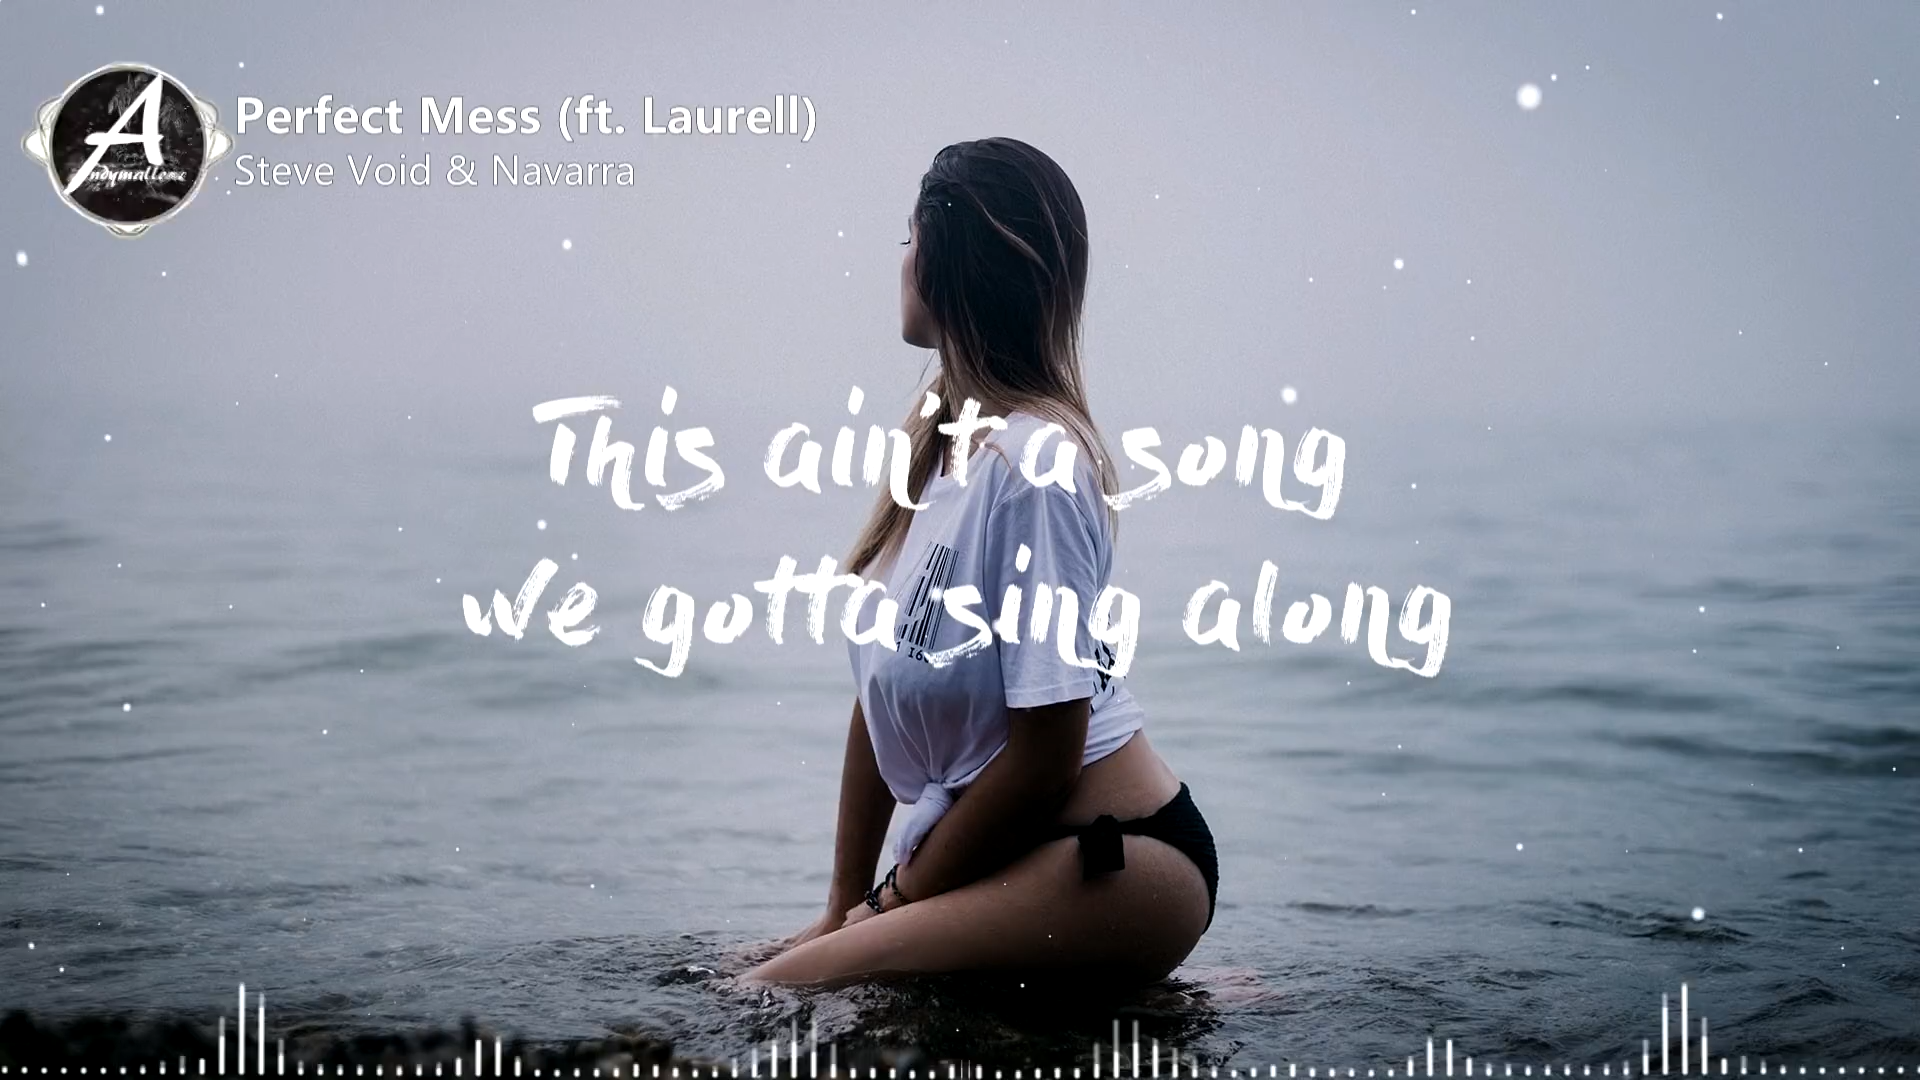 Perfect Mess (ft. Laurell)
Steve Void & Navarra
This ain't a song
we gotta sing along